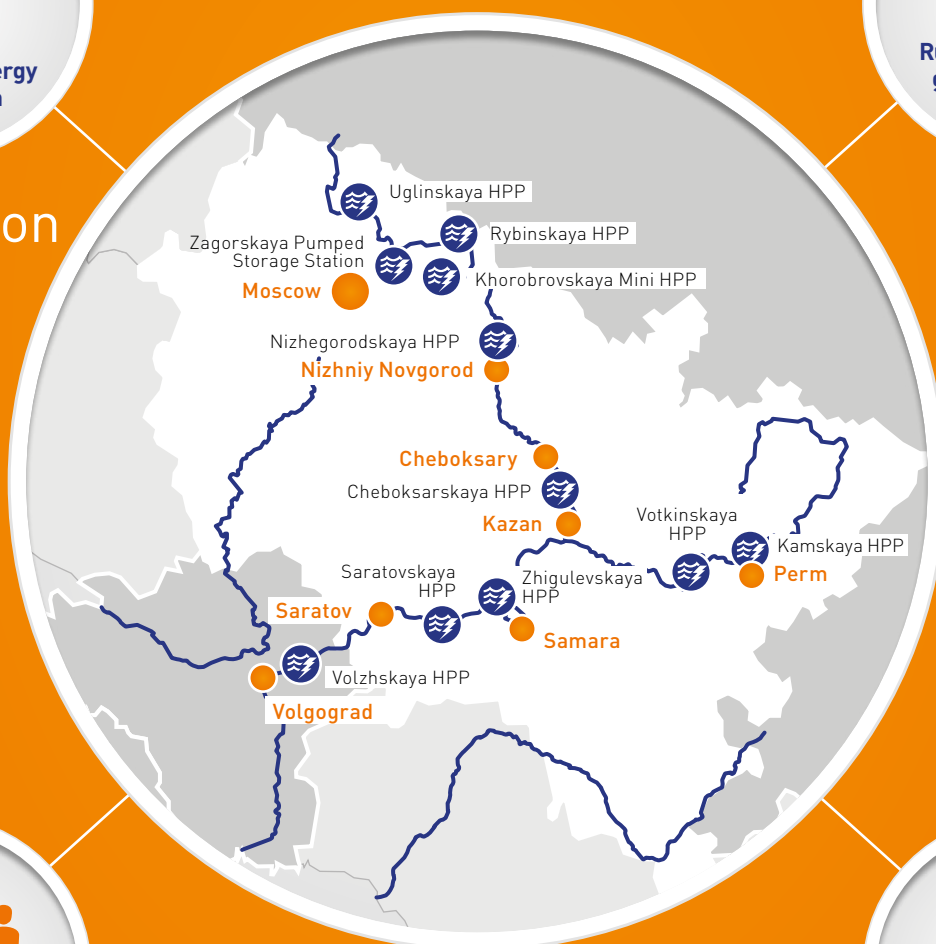 on
Uglinskaya HPP
Rybinskaya HPP
Zagorskaya Pumped
Storage Station
Khorobrovskaya Mini HPP
Moscow
Nizhegorodskaya HPP
Nizhniy Novgorod
Cheboksary
Cheboksarskaya HPP
Kazan
Votkinskaya
HPP
Kamskaya HPP
Perm
Saratovskaya
HPP
Zhigulevskaya
HPP
Saratov
Samara
Volzhskaya HPP
Volgograd